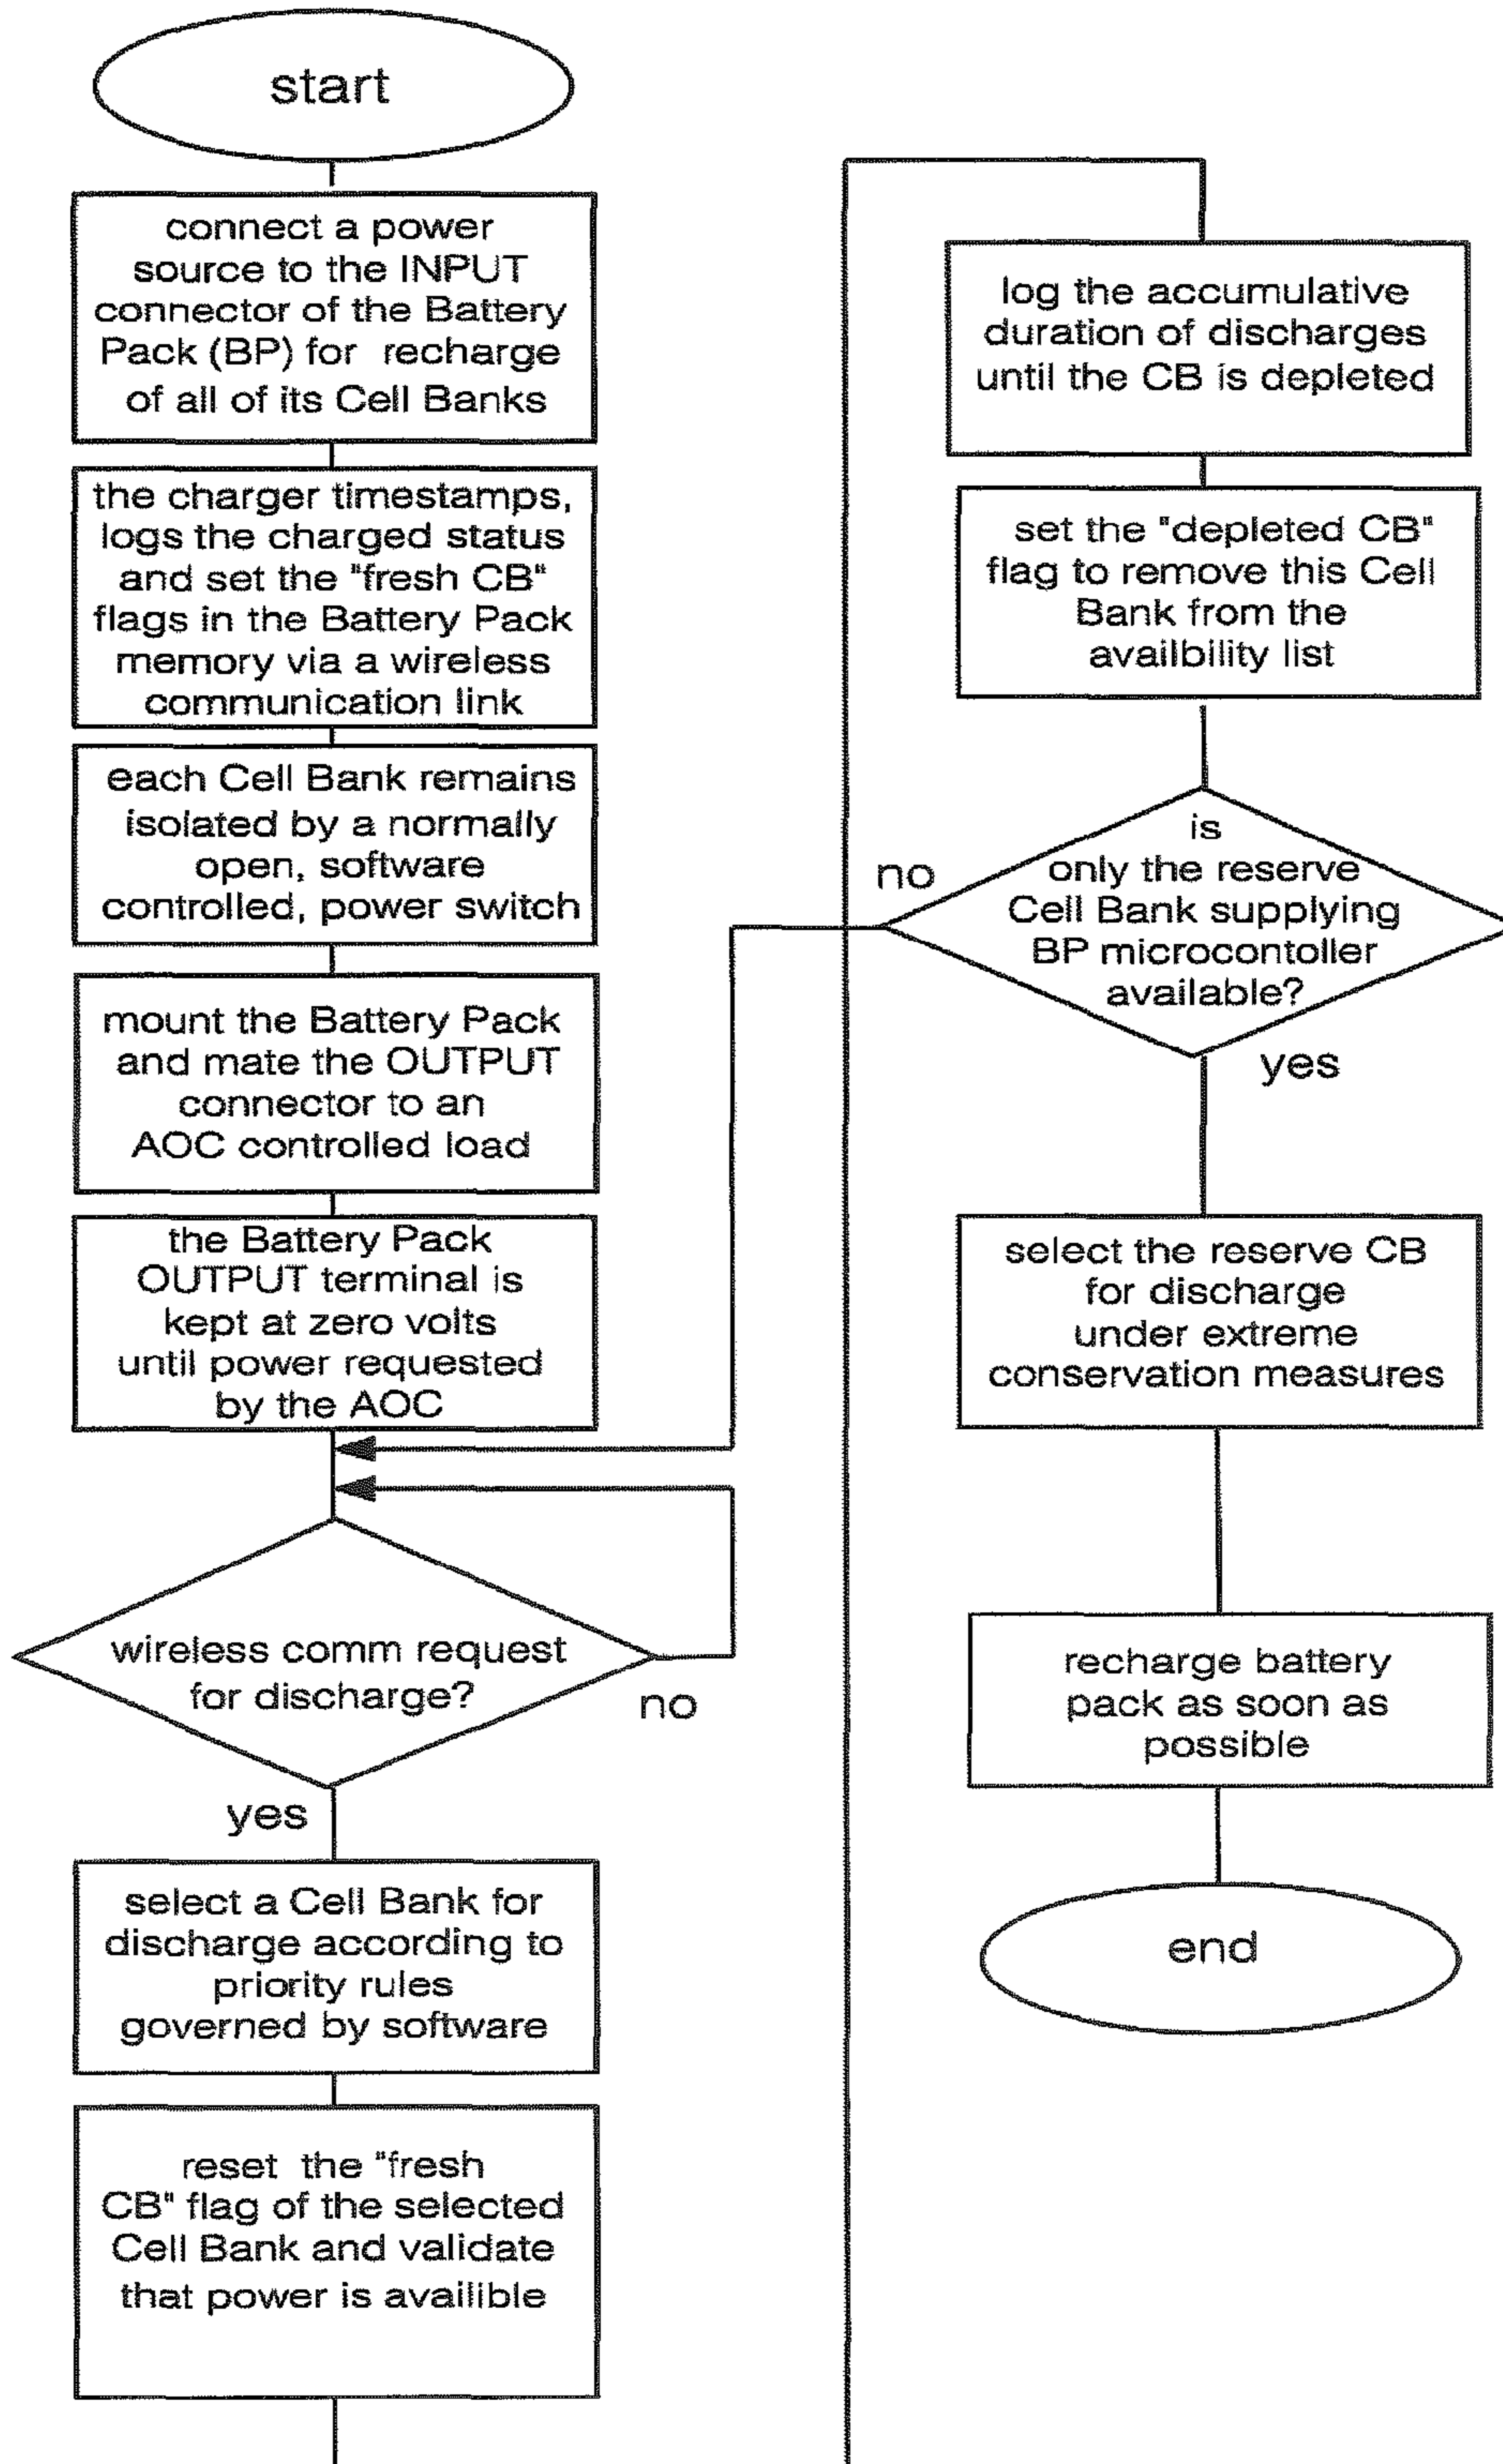 start
connect a power
source to the INPUT
connector of the Battery
Pack (BP) for recharge
of all of its Cell Banks
the charger timestamps,
logs the charged status
and set the "fresh CB"
flags in the Battery Pack
memory via a wireless
communication link
each Cell Bank remains
isolated by a normally
open, software
controlled, power switch
mount the Battery Pack
and mate the OUTPUT
connector to an
AOC controlled load
the Battery Pack
OUTPUT terminal is
kept at zero volts
until power requested
by the AOC
wireless comm request
for discharge?
no
yes
select a Cell Bank for
discharge according to
priority rules
governed by software
reset the "fresh
CB" flag of the selected
Cell Bank and validate
that power is availible
log the accumulative
duration of discharges
until the CB is depleted
set the "depleted CB"
flag to remove this Cell
Bank from the
availbility list
is
only the reserve
Cell Bank supplying
BP microcontoller
available?
no
yes
select the reserve CB
for discharge
under extreme
conservation measures
recharge battery
pack as soon as
possible
end